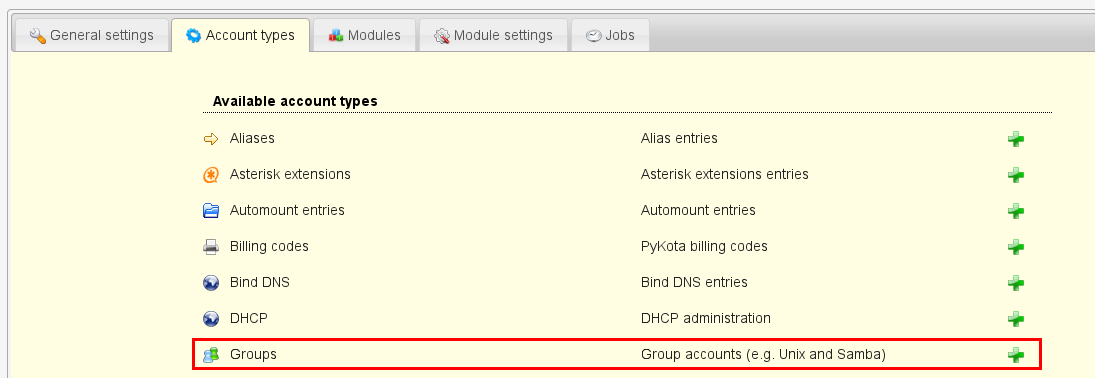 General settings Account types Modules Module settings Jobs
Available account types
Aliases Alias entries
Asterisk extensions Asterisk extensions entries
Automount entries Automount entries
Billing codes PyKota billing codes
Bind DNS Bind DNS entries
DHCP DHCP administration
Groups Group accounts (e.g. Unix and Samba)